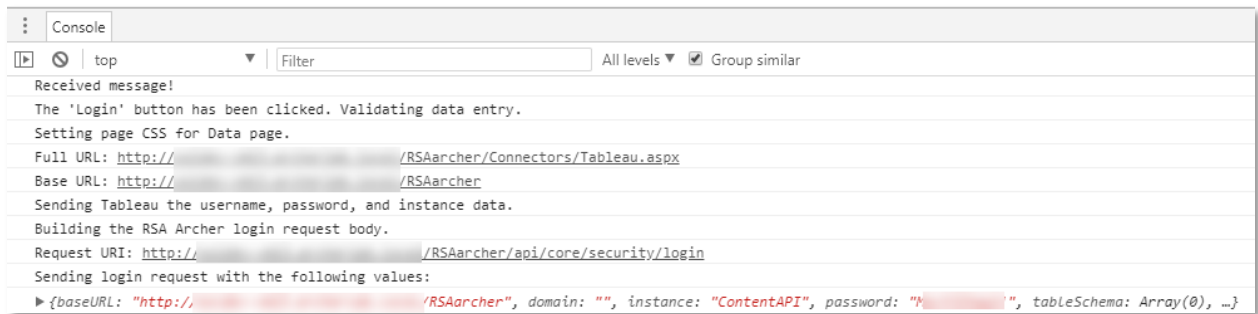 Console
top Filter All levels Group similar
Received message!
The 'Login' button has been clicked. Validating data entry.
Setting page CSS for Data page.
Full URL: http:// /RSAarcher/Connectors/Tableau.aspx
Base URL: http:// /RSAarcher
Sending Tableau the username, password, and instance data.
Building the RSA Archer login request body.
Request URI: http:// /RSAarcher/api/core/security/login
Sending login request with the following values:
{baseURL: "http:// /RSAarcher", domain: "", instance: "ContentAPI", password: " ", tableSchema: Array(0), …}